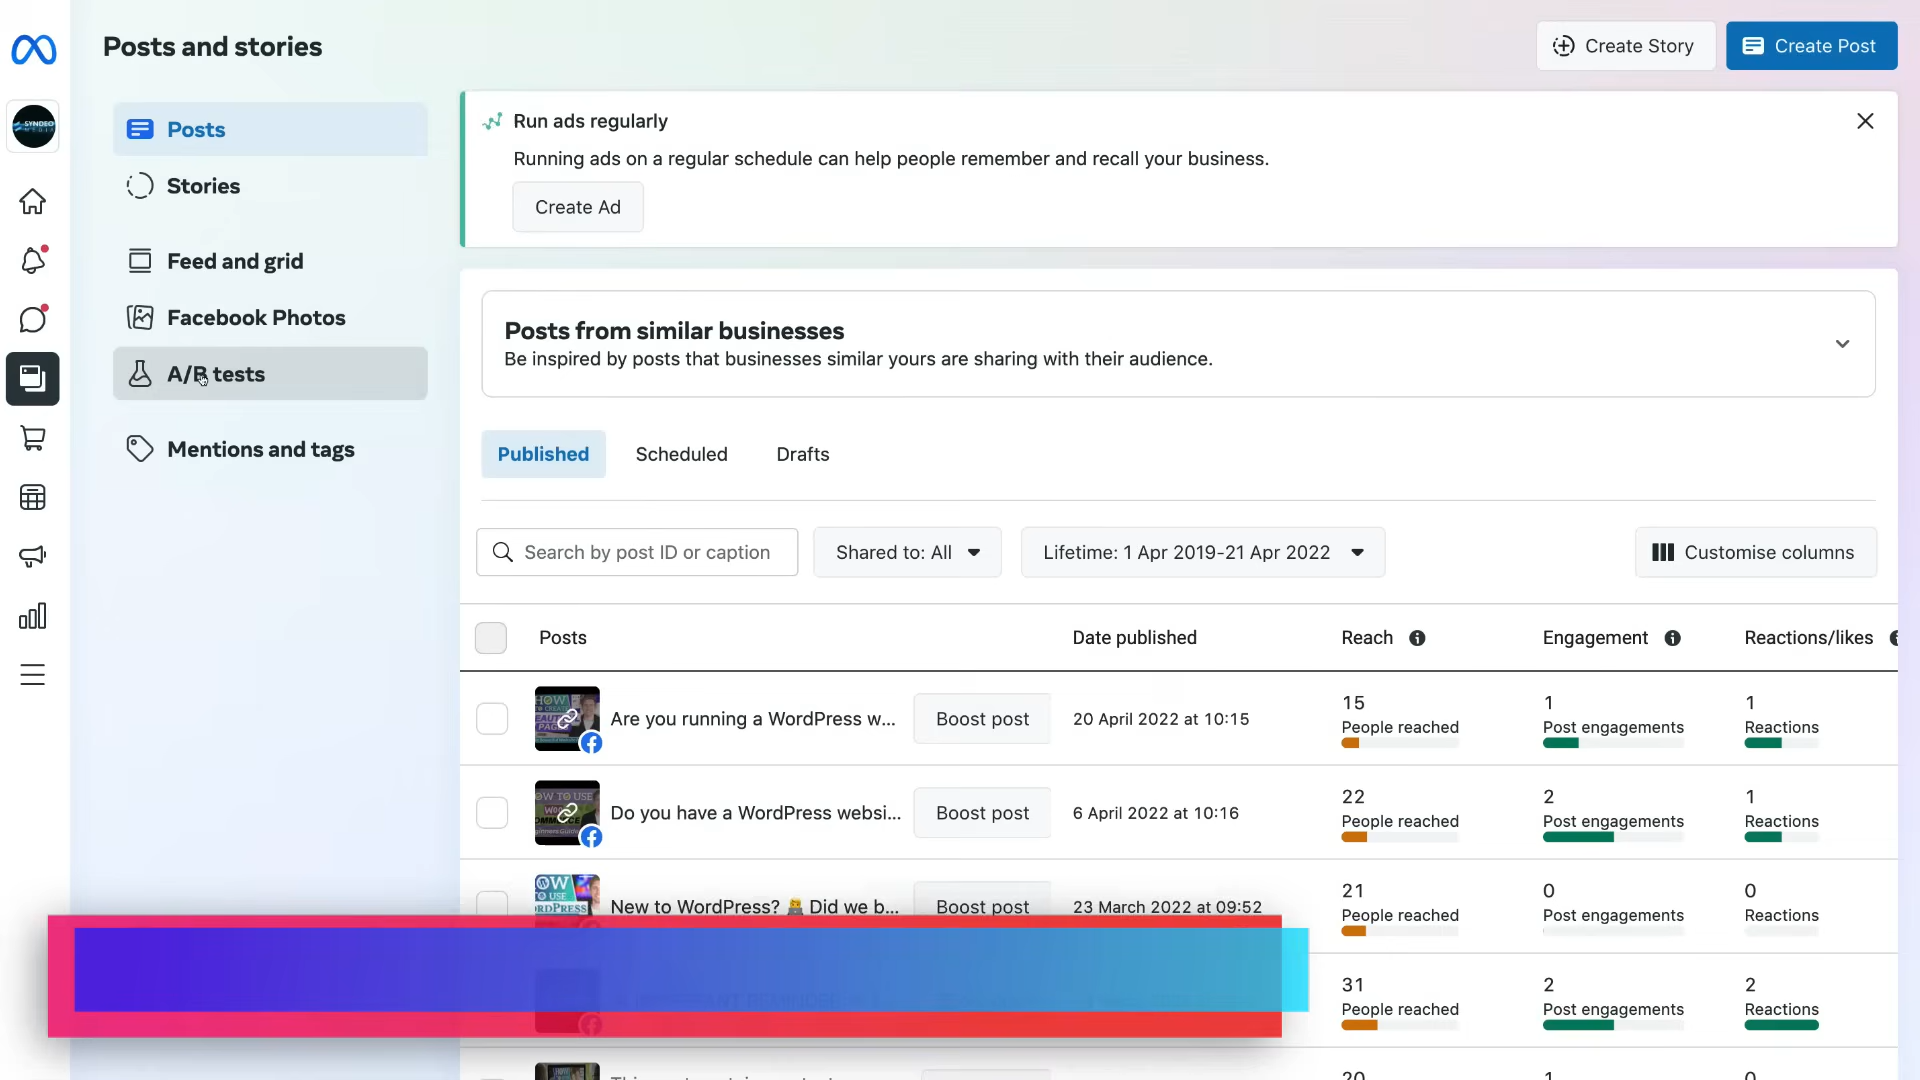 Posts and stories
Create Story
Create Post
SYNDEO
MEDIA
Posts
Stories
Feed and grid
Facebook Photos
A/B tests
Mentions and tags
Run ads regularly
Running ads on a regular schedule can help people remember and recall your business.
Create Ad
Posts from similar businesses
Be inspired by posts that businesses similar yours are sharing with their audience.
Published
Scheduled
Drafts
Search by post ID or caption
Shared to: All
Lifetime: 1 Apr 2019-21 Apr 2022
Customise columns
Posts
Date published
Reach
Engagement
Reactions/likes
Are you running a WordPress w...
Boost post
20 April 2022 at 10:15
15
People reached
1
Post engagements
1
Reactions
Do you have a WordPress websi...
Boost post
6 April 2022 at 10:16
22
People reached
2
Post engagements
1
Reactions
New to WordPress? 👨‍💻 Did we b...
Boost post
23 March 2022 at 09:52
21
People reached
0
Post engagements
0
Reactions
31
People reached
2
Post engagements
2
Reactions
20
1
0